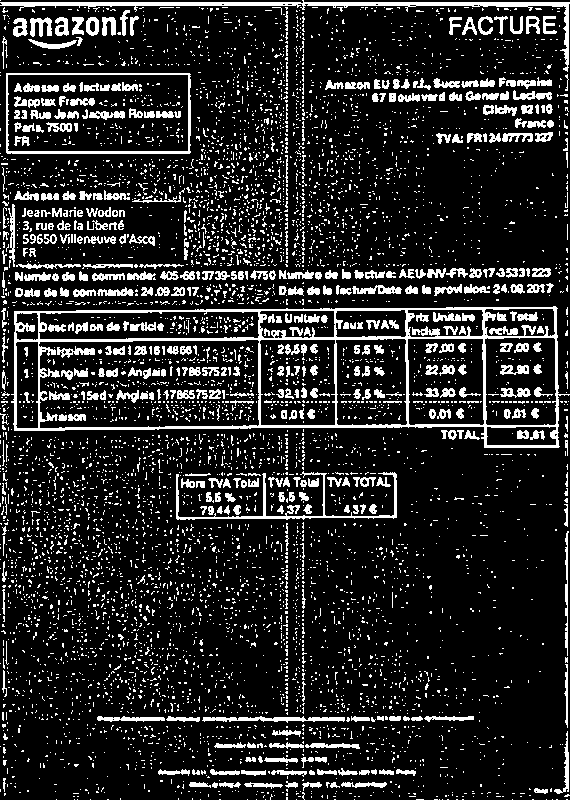 amazon.fr
FACTURE
Adresse de facturation:
Zapptax France
23 Rue Jean Jacques Rousseau
Paris, 75001
FR
Amazon EU S.à r.l., Succursale Française
67 Boulevard du General Leclerc
Clichy 92110
France
TVA: FR12487773327
Adresse de livraison:
Jean-Marie Wodon
3, rue de la Liberté
59650 Villeneuve d'Ascq
FR
Numéro de la commande: 405-6613739-5614750 Numéro de la facture: AEU-INV-FR-2017-35331223
Date de la commande: 24.09.2017 Date de la facture/Date de la provision: 24.09.2017
Qté Description de l'article Prix Unitaire (hors TVA) Taux TVA% Prix Unitaire (inclus TVA) Prix Total (inclus TVA)
1 Philippines - 3ed | 2816148661 25,59 € 5,5 % 27,00 € 27,00 €
1 Shanghai - 8ed - Anglais | 1786575213 21,71 € 5,5 % 22,90 € 22,90 €
1 China - 15ed - Anglais | 1786575221 32,13 € 5,5 % 33,90 € 33,90 €
Livraison 0,01 € 0,01 € 0,01 €
TOTAL: 83,81 €
Hors TVA Total TVA Total TVA TOTAL
5,5 % 5,5 %
79,44 € 4,37 € 4,37 €